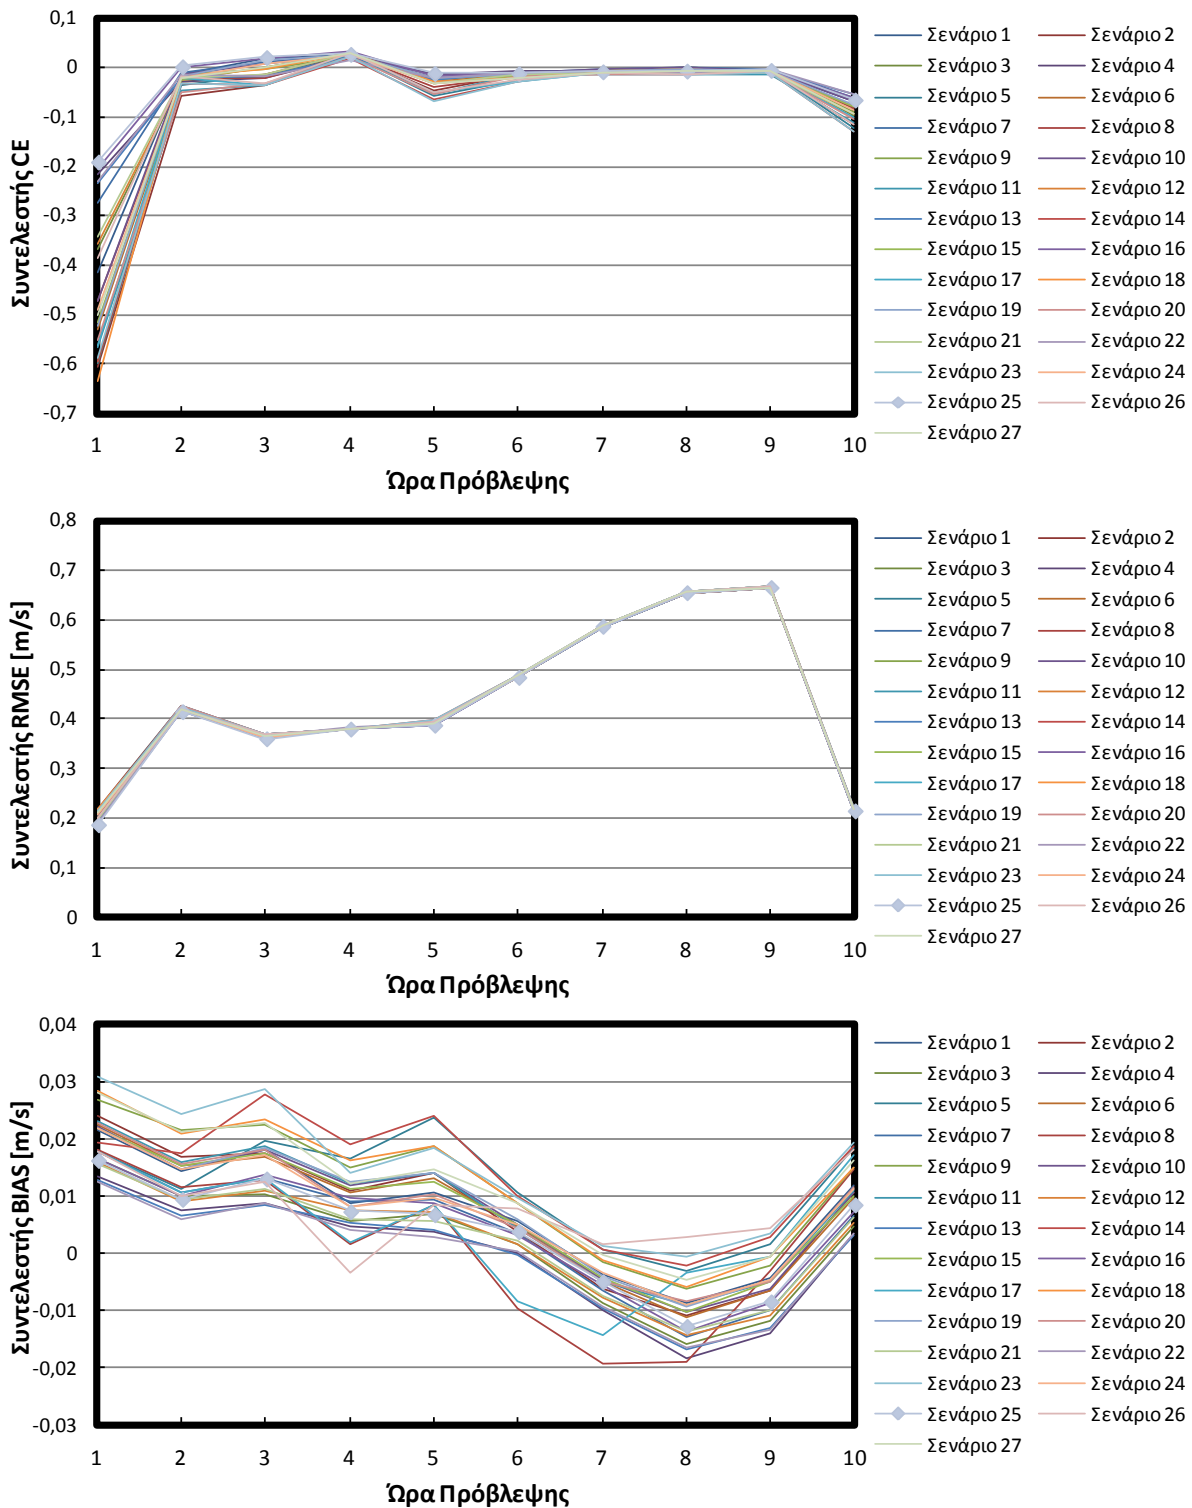 0,1
0
-0,1
-0,2
-0,3
-0,4
-0,5
-0,6
-0,7
Συντελεστής CE
1 2 3 4 5 6 7 8 9 10
Ώρα Πρόβλεψης
Σενάριο 1 Σενάριο 2
Σενάριο 3 Σενάριο 4
Σενάριο 5 Σενάριο 6
Σενάριο 7 Σενάριο 8
Σενάριο 9 Σενάριο 10
Σενάριο 11 Σενάριο 12
Σενάριο 13 Σενάριο 14
Σενάριο 15 Σενάριο 16
Σενάριο 17 Σενάριο 18
Σενάριο 19 Σενάριο 20
Σενάριο 21 Σενάριο 22
Σενάριο 23 Σενάριο 24
Σενάριο 25 Σενάριο 26
Σενάριο 27
0,8
0,7
0,6
0,5
0,4
0,3
0,2
0,1
0
Συντελεστής RMSE [m/s]
1 2 3 4 5 6 7 8 9 10
Ώρα Πρόβλεψης
Σενάριο 1 Σενάριο 2
Σενάριο 3 Σενάριο 4
Σενάριο 5 Σενάριο 6
Σενάριο 7 Σενάριο 8
Σενάριο 9 Σενάριο 10
Σενάριο 11 Σενάριο 12
Σενάριο 13 Σενάριο 14
Σενάριο 15 Σενάριο 16
Σενάριο 17 Σενάριο 18
Σενάριο 19 Σενάριο 20
Σενάριο 21 Σενάριο 22
Σενάριο 23 Σενάριο 24
Σενάριο 25 Σενάριο 26
Σενάριο 27
0,04
0,03
0,02
0,01
0
-0,01
-0,02
-0,03
Συντελεστής BIAS [m/s]
1 2 3 4 5 6 7 8 9 10
Ώρα Πρόβλεψης
Σενάριο 1 Σενάριο 2
Σενάριο 3 Σενάριο 4
Σενάριο 5 Σενάριο 6
Σενάριο 7 Σενάριο 8
Σενάριο 9 Σενάριο 10
Σενάριο 11 Σενάριο 12
Σενάριο 13 Σενάριο 14
Σενάριο 15 Σενάριο 16
Σενάριο 17 Σενάριο 18
Σενάριο 19 Σενάριο 20
Σενάριο 21 Σενάριο 22
Σενάριο 23 Σενάριο 24
Σενάριο 25 Σενάριο 26
Σενάριο 27